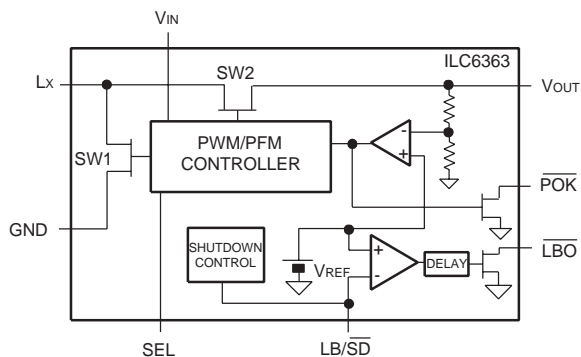 VIN
ILC6363
LX
SW2
VOUT
-
+
PWM/PFM
CONTROLLER
SW1
POK
GND
SHUTDOWN
CONTROL
VREF
+
-
DELAY
LBO
SEL
LB/SD